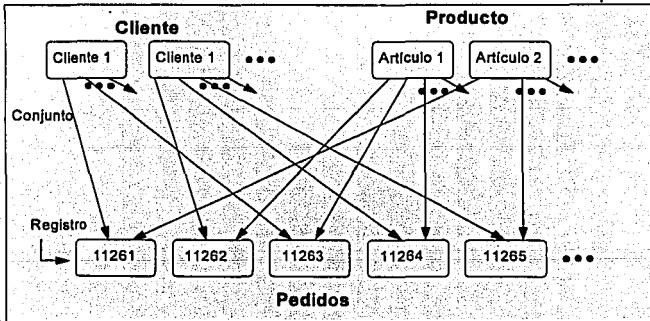 Cliente
Producto
Cliente 1
Cliente 1
Artículo 1
Artículo 2
Conjunto
Registro
11261
11262
11263
11264
11265
Pedidos